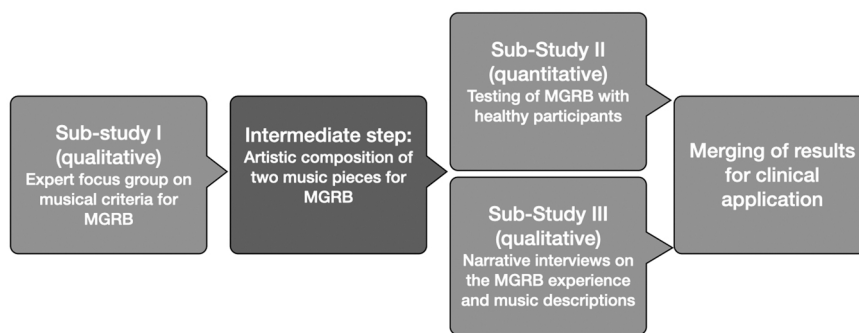 Sub-study I
(qualitative)
Expert focus group on
musical criteria for
MGRB
Intermediate step:
Artistic composition of
two music pieces for
MGRB
Sub-Study II
(quantitative)
Testing of MGRB with
healthy participants
Sub-Study III
(qualitative)
Narrative interviews on
the MGRB experience
and music descriptions
Merging of results
for clinical
application